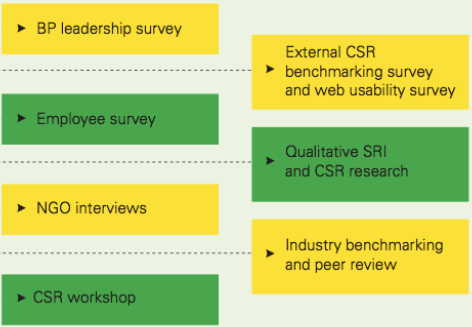 BP leadership survey
External CSR
benchmarking survey
and web usability survey
Employee survey
Qualitative SRI
and CSR research
NGO interviews
Industry benchmarking
and peer review
CSR workshop